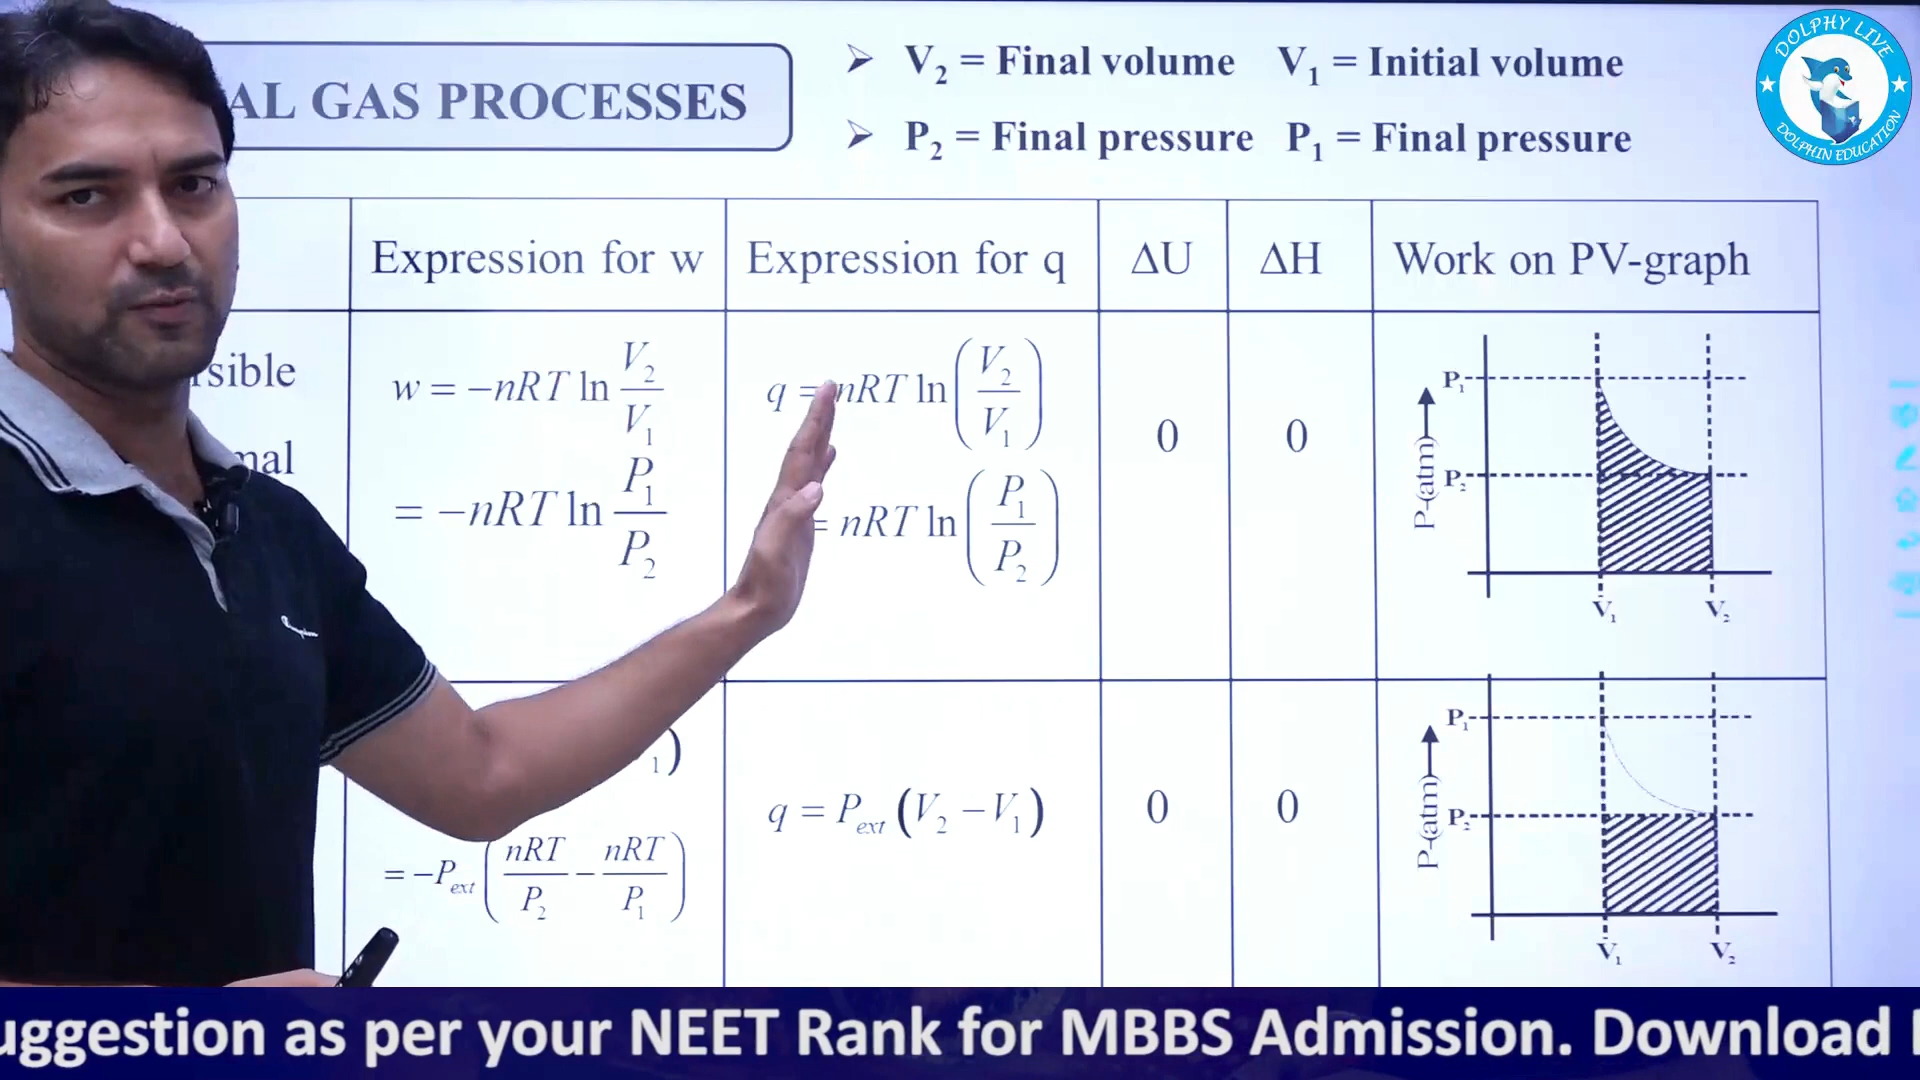 AL GAS PROCESSES
➢ V₂ = Final volume V₁ = Initial volume
➢ P₂ = Final pressure P₁ = Final pressure
DOLPHY LIVE
DOLPHIN EDUCATION
Expression for w Expression for q ΔU ΔH Work on PV-graph
rsible
mal
w = −nRT ln V₂/V₁
= −nRT ln P₁/P₂
q = nRT ln (V₂/V₁)
= nRT ln (P₁/P₂)
0 0
P₁
P₂
P-(atm)
V₁ V₂
₁)
= −P_ext (nRT/P₂ − nRT/P₁)
q = P_ext (V₂ − V₁)
0 0
P₁
P₂
P-(atm)
V₁ V₂
uggestion as per your NEET Rank for MBBS Admission. Download